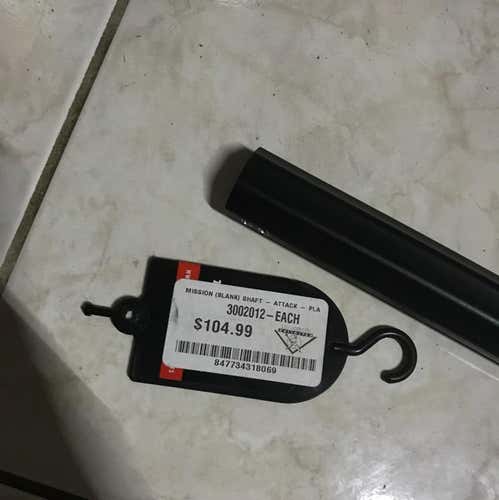 MISSION (BLANK) SHAFT - ATTACK - PLA
3002012-EACH
$104.99
847734318069